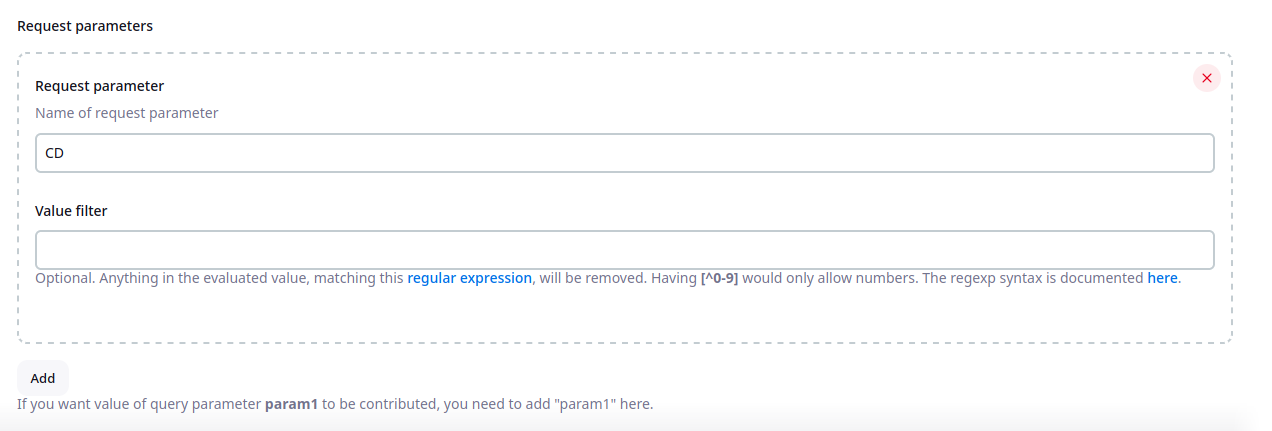 Request parameters
Request parameter
Name of request parameter
CD
Value filter
Optional. Anything in the evaluated value, matching this regular expression, will be removed. Having [^0-9] would only allow numbers. The regexp syntax is documented here.
Add
If you want value of query parameter param1 to be contributed, you need to add "param1" here.